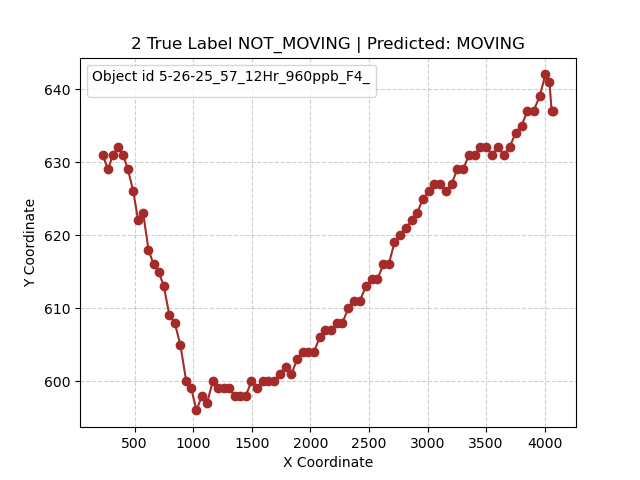 2 True Label NOT_MOVING | Predicted: MOVING
Object id 5-26-25_57_12Hr_960ppb_F4_
640
630
620
610
600
Y Coordinate
500 1000 1500 2000 2500 3000 3500 4000
X Coordinate